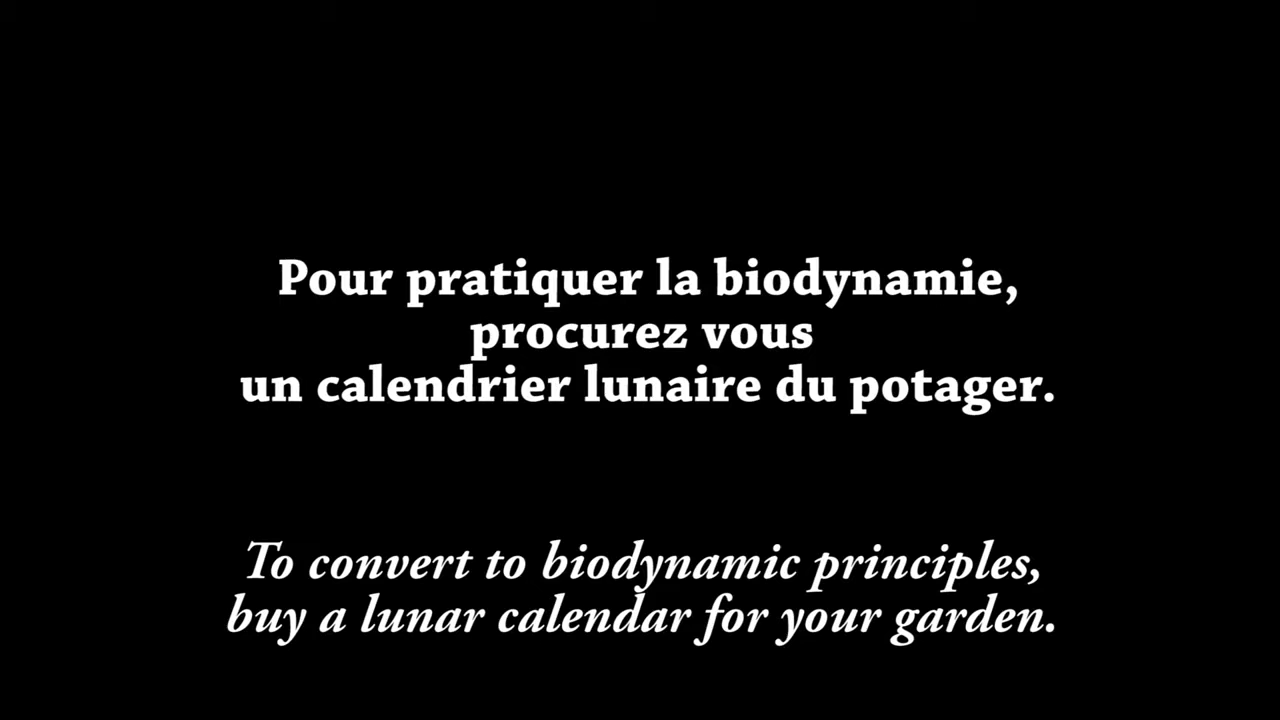 Pour pratiquer la biodynamie,
procurez vous
un calendrier lunaire du potager.
To convert to biodynamic principles,
buy a lunar calendar for your garden.